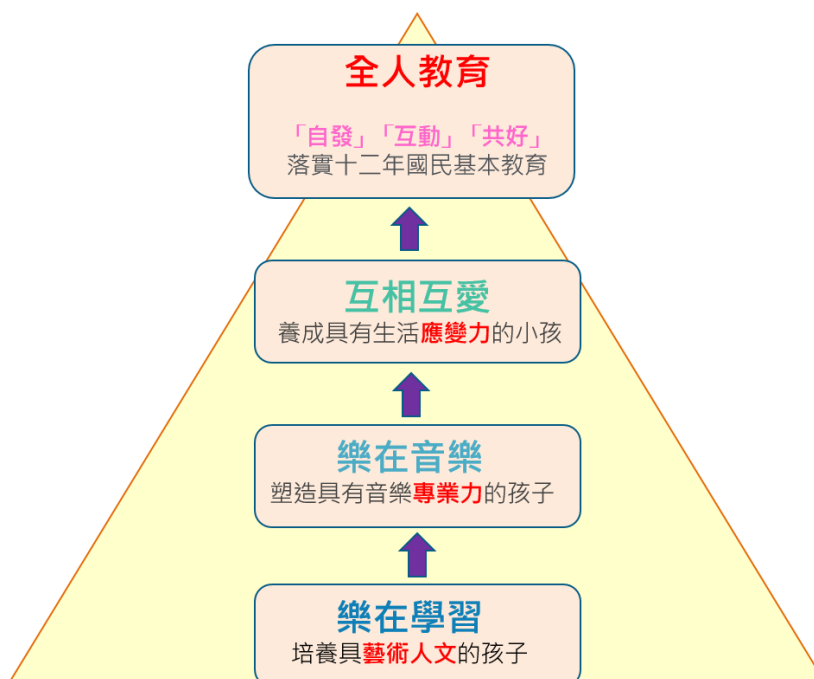 全人教育
「自發」「互動」「共好」
落實十二年國民基本教育
互相互愛
養成具有生活應變力的小孩
樂在音樂
塑造具有音樂專業力的孩子
樂在學習
培養具藝術人文的孩子